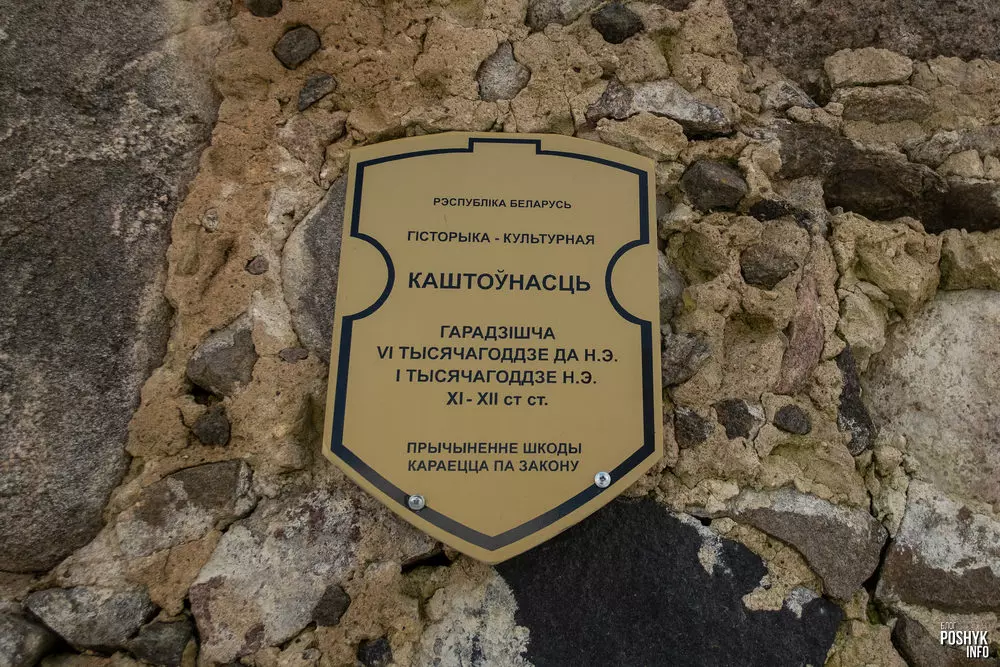 РЭСПУБЛІКА БЕЛАРУСЬ
ГІСТОРЫКА - КУЛЬТУРНАЯ
КАШТОЎНАСЦЬ
ГАРАДЗІШЧА
VI ТЫСЯЧАГОДДЗЕ ДА Н.Э.
І ТЫСЯЧАГОДДЗЕ Н.Э.
XI - XII ст ст.
ПРЫЧЫНЕННЕ ШКОДЫ
КАРАЕЦЦА ПА ЗАКОНУ
БЛОГ
POSHYK
INFO